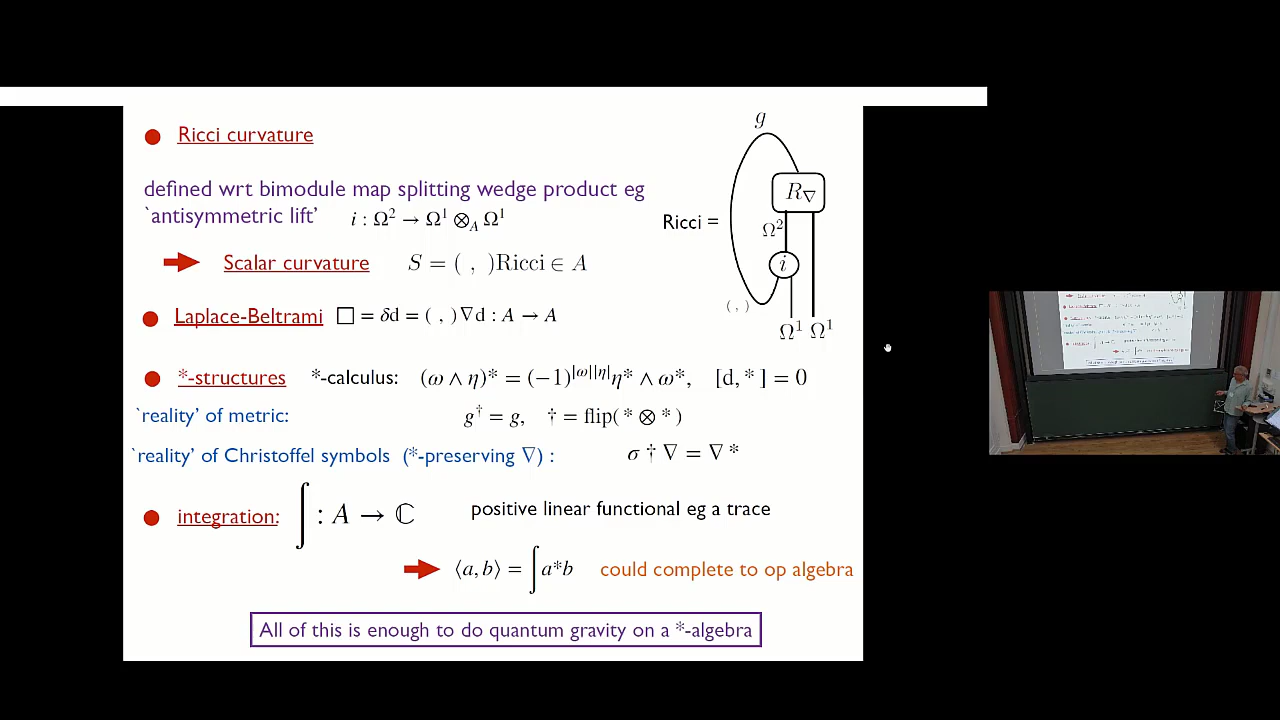 Ricci curvature
defined wrt bimodule map splitting wedge product eg
`antisymmetric lift' i : Ω² → Ω¹ ⊗_A Ω¹
Scalar curvature S = ( , )Ricci ∈ A
Ricci =
g
R_∇
Ω²
i
( , )
Ω¹ Ω¹
Laplace-Beltrami □ = δd = ( , )∇d : A → A
*-structures *-calculus: (ω ∧ η)* = (−1)^{|ω||η|}η* ∧ ω*, [d, *] = 0
`reality' of metric: g^† = g, † = flip(* ⊗ *)
`reality' of Christoffel symbols (*-preserving ∇) : σ † ∇ = ∇ *
integration: ∫ : A → ℂ positive linear functional eg a trace
⟨a, b⟩ = ∫ a*b could complete to op algebra
All of this is enough to do quantum gravity on a *-algebra